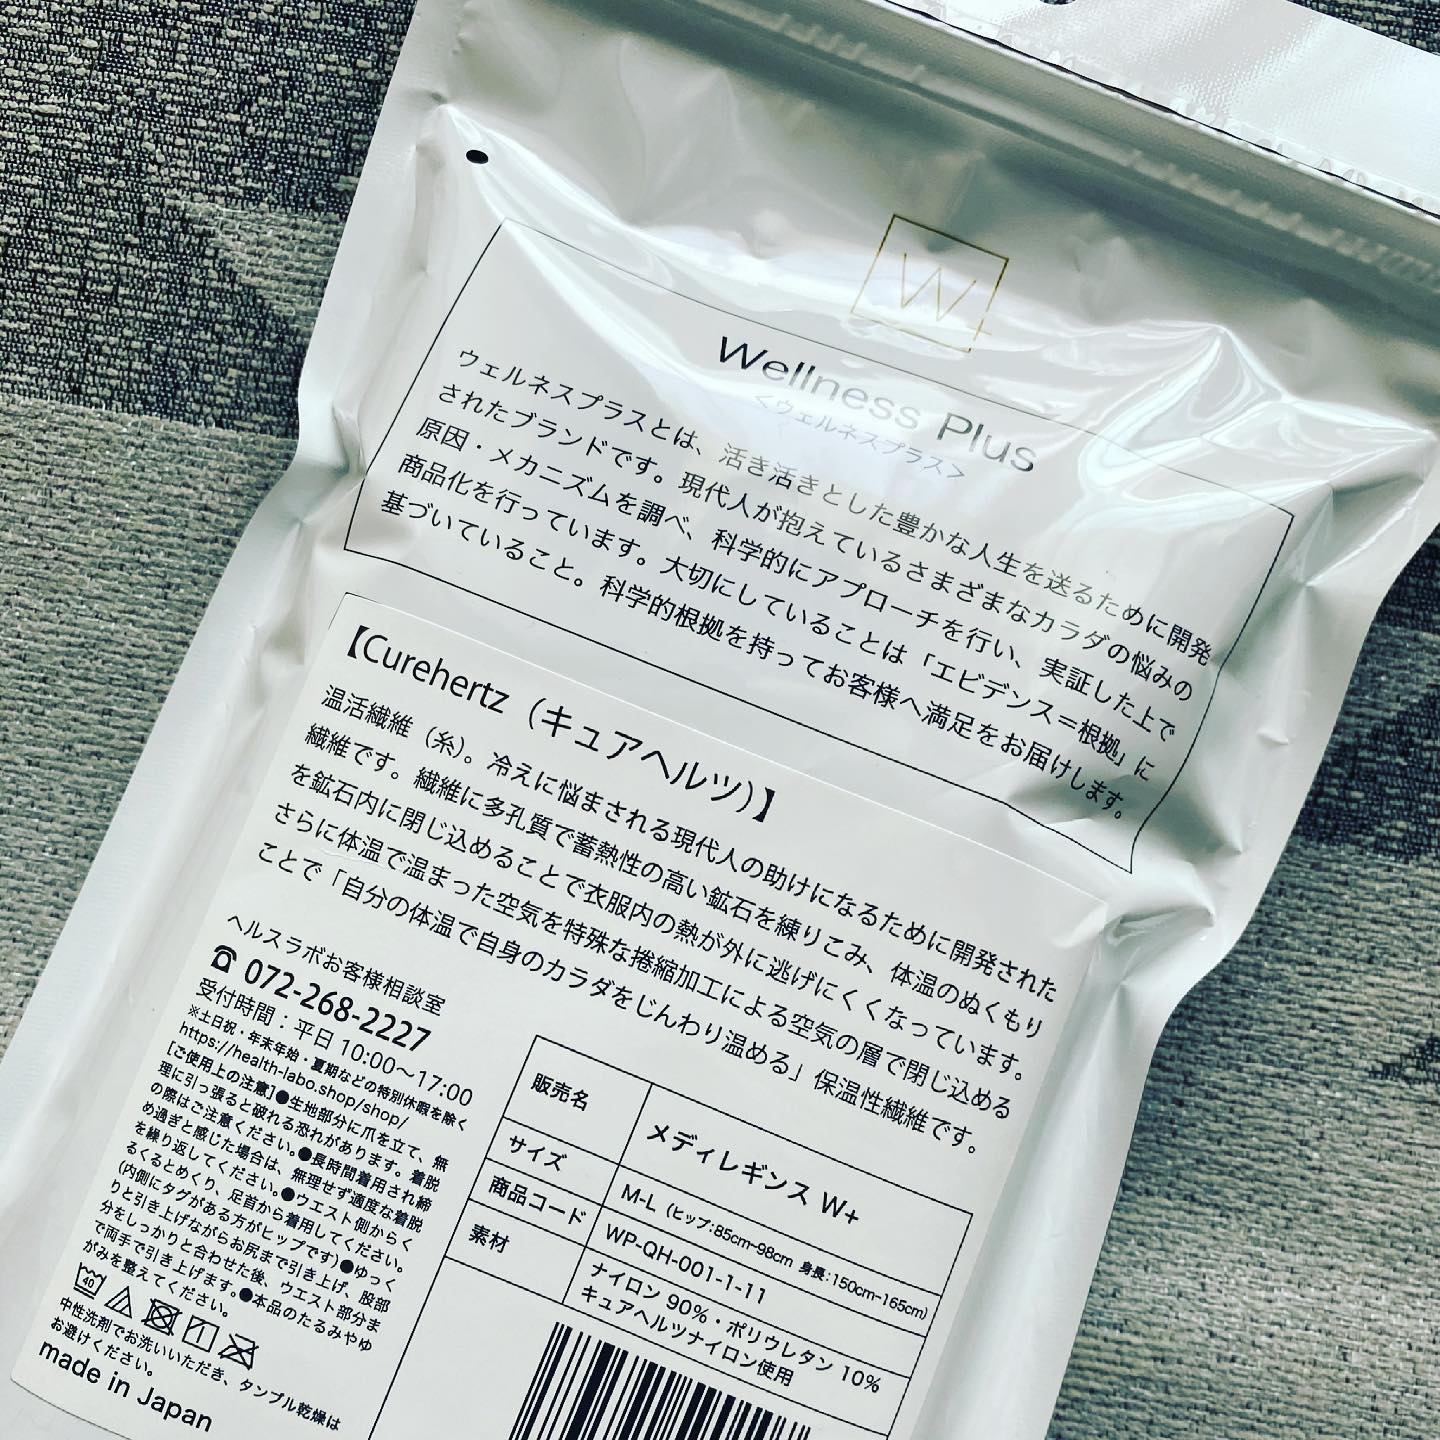 W+
Wellness Plus
<ウェルネスプラス>
ウェルネスプラスとは、活き活きとした豊かな人生を送るために開発
されたブランドです。現代人が抱えているさまざまなカラダの悩みの
原因・メカニズムを調べ、科学的にアプローチを行い、実証した上で
商品化を行っています。大切にしていることは「エビデンス＝根拠」に
基づいていること。科学的根拠を持ってお客様へ満足をお届けします。
【Curehertz（キュアヘルツ）】
温活繊維（糸）。冷えに悩まされる現代人の助けになるために開発された
繊維です。繊維に多孔質で蓄熱性の高い鉱石を練りこみ、体温のぬくもり
を鉱石内に閉じ込めることで衣服内の熱が外に逃げにくくなっています。
さらに体温で温まった空気を特殊な捲縮加工による空気の層で閉じ込める
ことで「自分の体温で自身のカラダをじんわり温める」保温性繊維です。
ヘルスラボお客様相談室
☎ 072-268-2227
受付時間：平日 10:00～17:00
※土日祝・年末年始・夏期などの特別休暇を除く
https://health-labo.shop/shop/
[ご使用上の注意]●生地部分に爪を立て、無
理に引っ張ると破れる恐れがあります。着脱
の際はご注意ください。●長時間着用され締
め過ぎと感じた場合は、無理せず適度な着脱
を繰り返してください。●ウエスト側からく
るくるとめくり、足首から着用してください。
(内側にタグがある方がヒップです)●ゆっく
りと引き上げながらお尻まで引き上げ、股部
分をしっかりと合わせた後、ウエスト部分ま
で両手で引き上げます。●本品のたるみやゆ
がみを整えてください。
40
中性洗剤でお洗いいただき、タンブル乾燥は
お避けください。
made in Japan
販売名 メディレギンス W+
サイズ M-L（ヒップ:85cm~98cm 身長:150cm~165cm）
商品コード WP-QH-001-1-11
素材 ナイロン 90%・ポリウレタン 10%
キュアヘルツナイロン使用